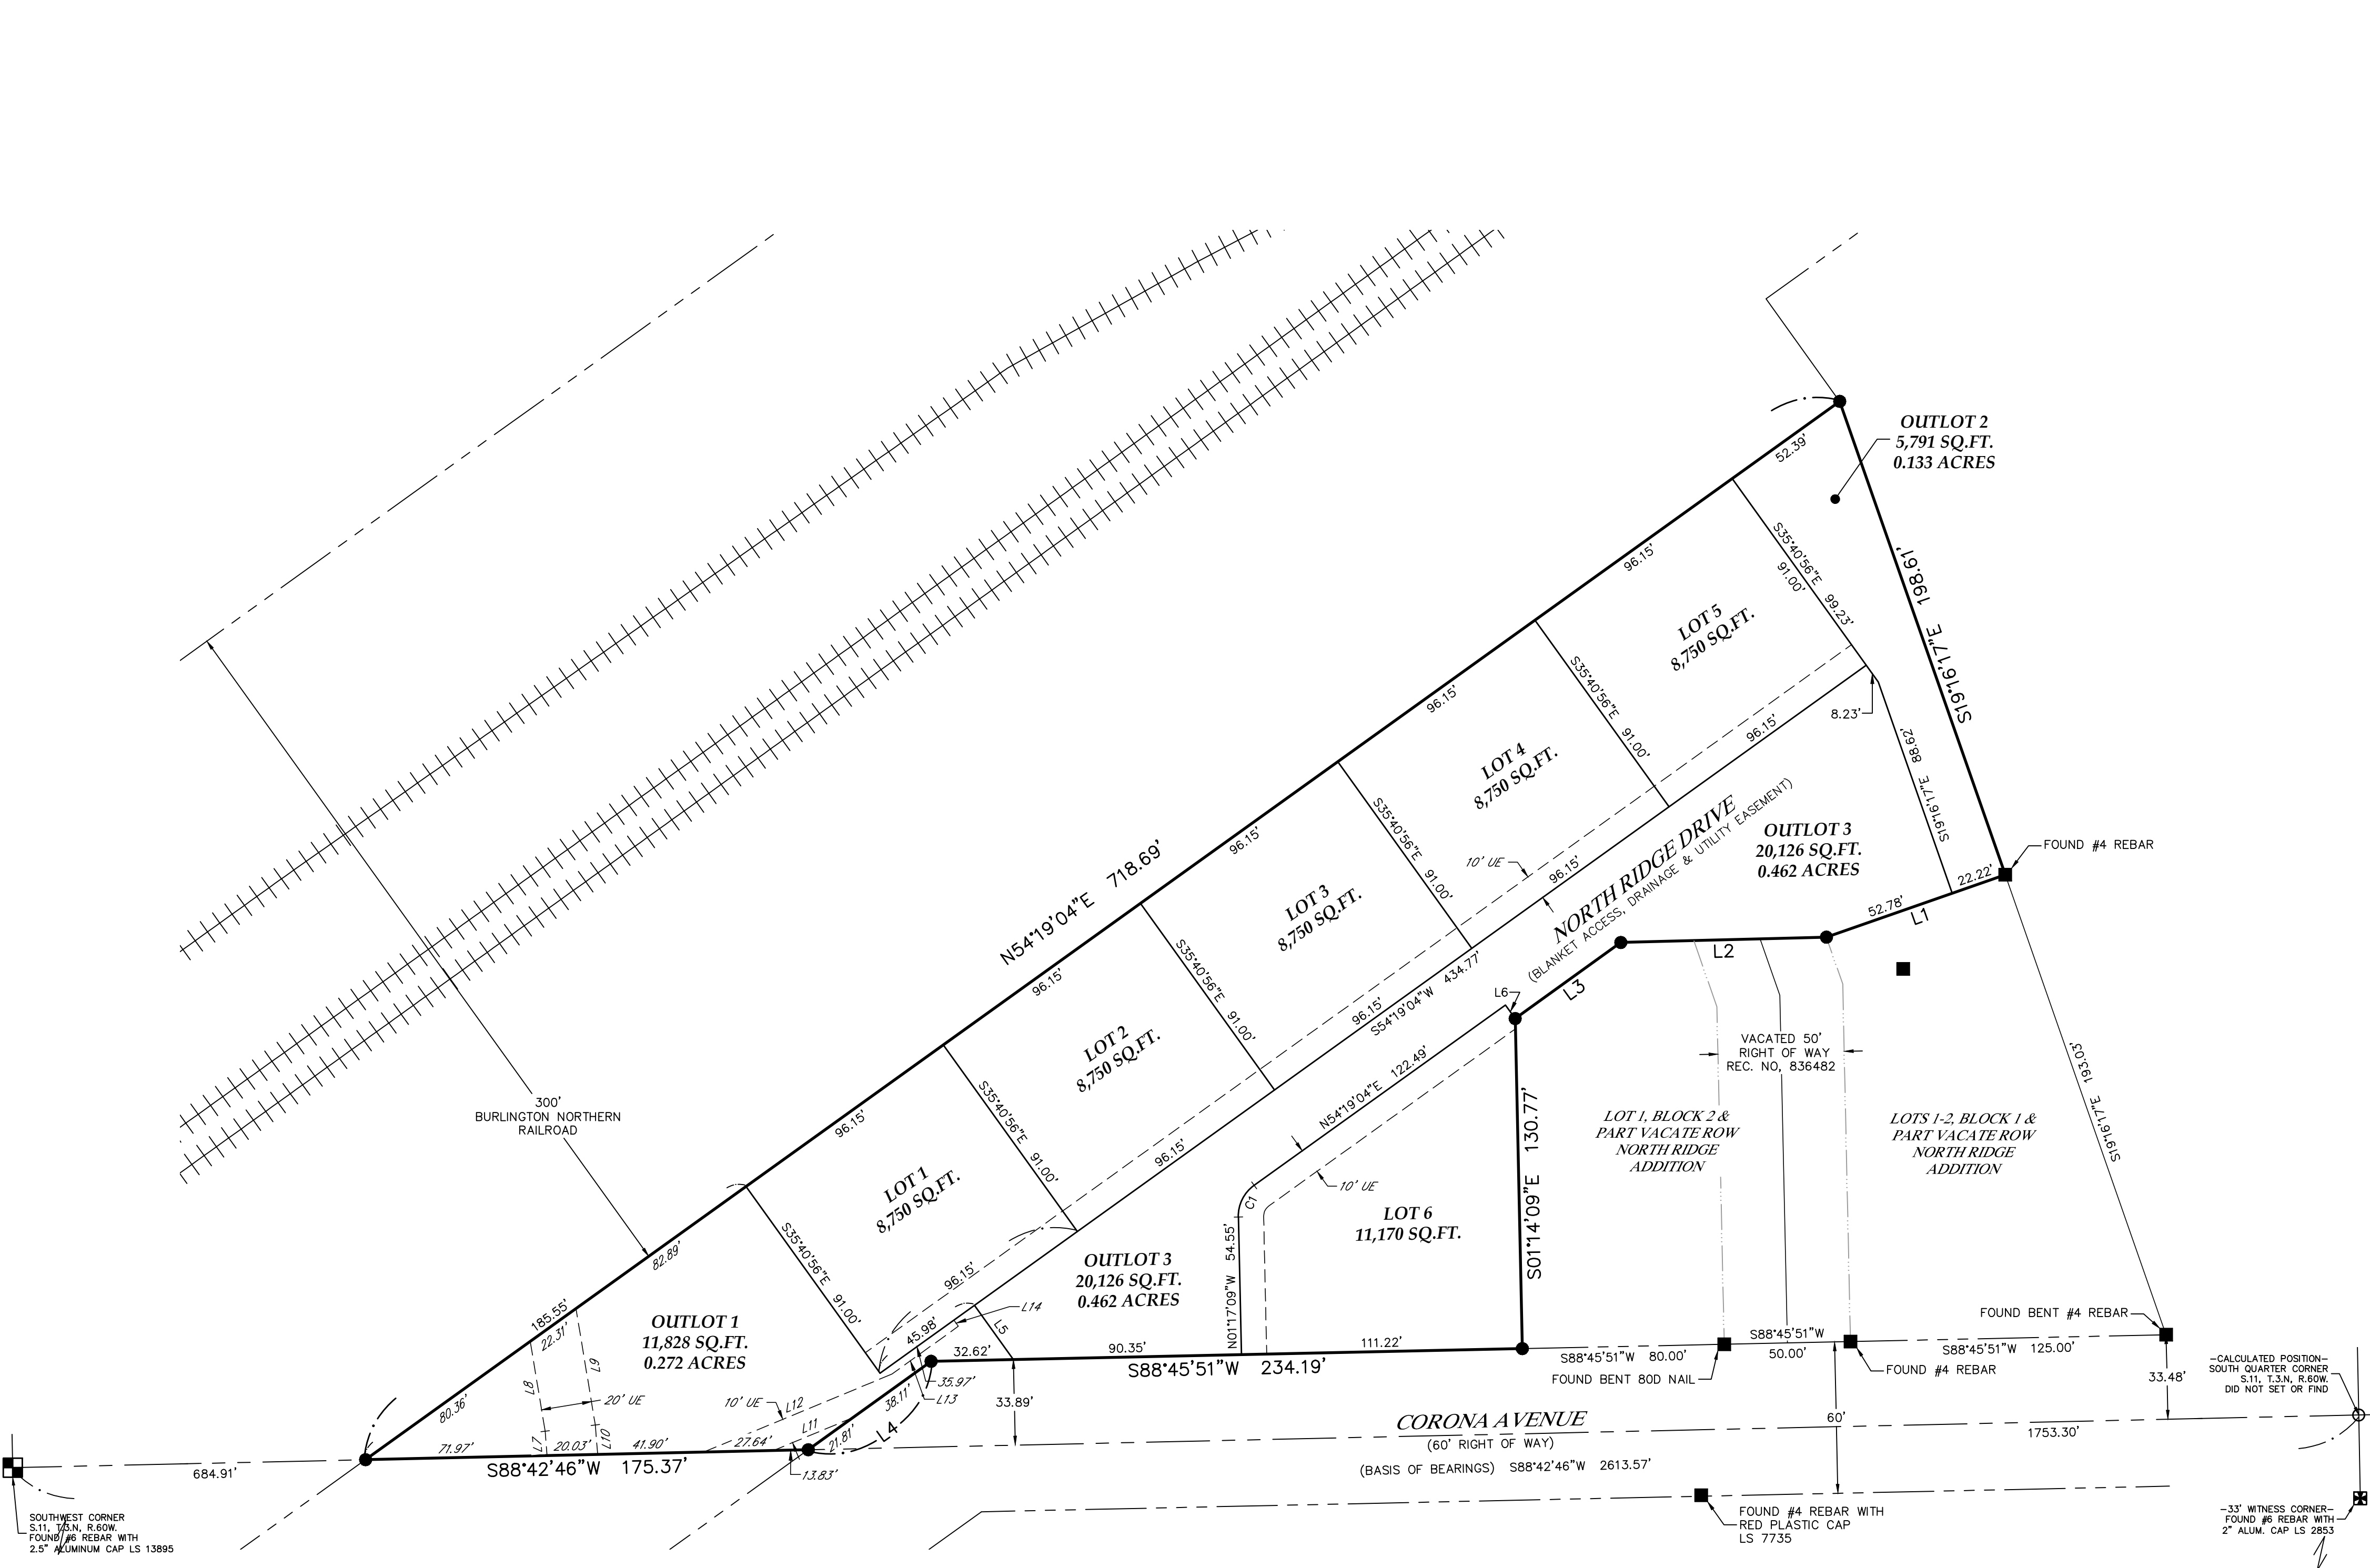 OUTLOT 2
5,791 SQ.FT.
0.133 ACRES
52.39'
S19°16'17"E 198.61'
96.15'
S35°40'56"E 99.23'
91.00'
LOT 5
8,750 SQ.FT.
8.23'
S19°16'17"E 88.62'
96.15'
S35°40'56"E 91.00'
96.15'
LOT 4
8,750 SQ.FT.
96.15'
S35°40'56"E 91.00'
10' UE
NORTH RIDGE DRIVE
(BLANKET ACCESS, DRAINAGE & UTILITY EASEMENT)
OUTLOT 3
20,126 SQ.FT.
0.462 ACRES
FOUND #4 REBAR
22.22'
52.78'
L1
L2
L3
L6
N54°19'04"E 718.69'
96.15'
LOT 3
8,750 SQ.FT.
96.15'
S35°40'56"E 91.00'
S54°19'04"W 434.77'
96.15'
LOT 2
8,750 SQ.FT.
96.15'
S35°40'56"E 91.00'
96.15'
LOT 1
8,750 SQ.FT.
96.15'
S35°40'56"E 91.00'
300'
BURLINGTON NORTHERN
RAILROAD
N54°19'04"E 122.49'
C1
N01°17'09"W 54.55'
10' UE
LOT 6
11,170 SQ.FT.
S01°14'09"E 130.77'
VACATED 50'
RIGHT OF WAY
REC. NO, 836482
LOT 1, BLOCK 2 &
PART VACATE ROW
NORTH RIDGE
ADDITION
LOTS 1-2, BLOCK 1 &
PART VACATE ROW
NORTH RIDGE
ADDITION
S19°16'17"E 193.03'
82.89'
185.55'
22.31'
80.36'
OUTLOT 1
11,828 SQ.FT.
0.272 ACRES
L8
L9
20' UE
L7
L10
71.97'
20.03'
41.90'
27.64'
S88°42'46"W 175.37'
10' UE
L12
L11
13.83'
21.81'
38.11'
L4
L13
35.97'
45.98'
L14
L5
OUTLOT 3
20,126 SQ.FT.
0.462 ACRES
32.62'
90.35'
111.22'
S88°45'51"W 234.19'
33.89'
S88°45'51"W 80.00'
FOUND BENT 80D NAIL
S88°45'51"W
50.00'
FOUND #4 REBAR
S88°45'51"W 125.00'
FOUND BENT #4 REBAR
33.48'
60'
-CALCULATED POSITION-
SOUTH QUARTER CORNER
S.11, T.3.N, R.60W.
DID NOT SET OR FIND
CORONA AVENUE
(60' RIGHT OF WAY)
(BASIS OF BEARINGS) S88°42'46"W 2613.57'
1753.30'
684.91'
SOUTHWEST CORNER
S.11, T.3.N, R.60W.
FOUND #6 REBAR WITH
2.5" ALUMINUM CAP LS 13895
FOUND #4 REBAR WITH
RED PLASTIC CAP
LS 7735
-33' WITNESS CORNER-
FOUND #6 REBAR WITH
2" ALUM. CAP LS 2853